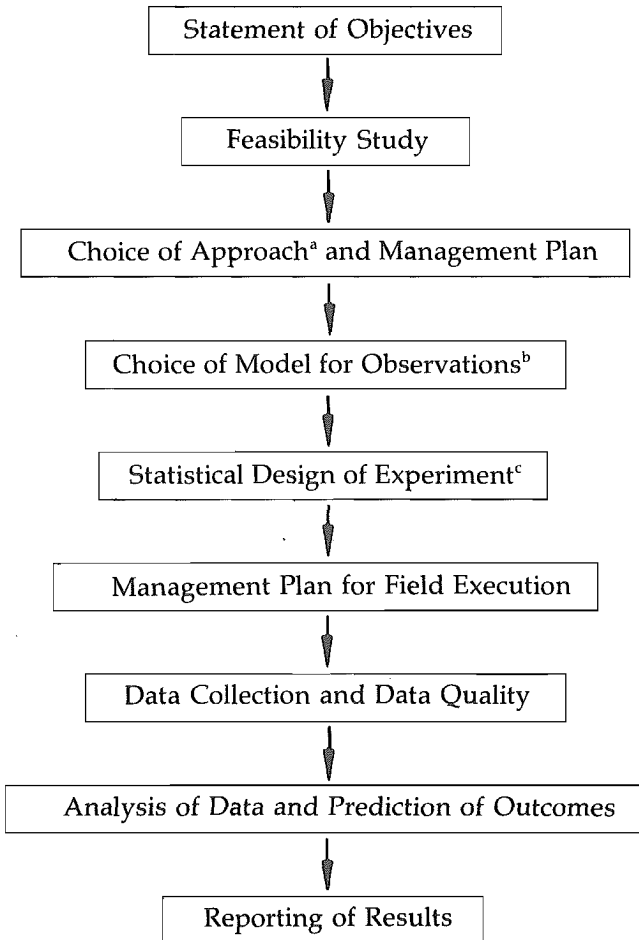 Statement of Objectives
Feasibility Study
Choice of Approachᵃ and Management Plan
Choice of Model for Observationsᵇ
Statistical Design of Experimentᶜ
Management Plan for Field Execution
Data Collection and Data Quality
Analysis of Data and Prediction of Outcomes
Reporting of Results